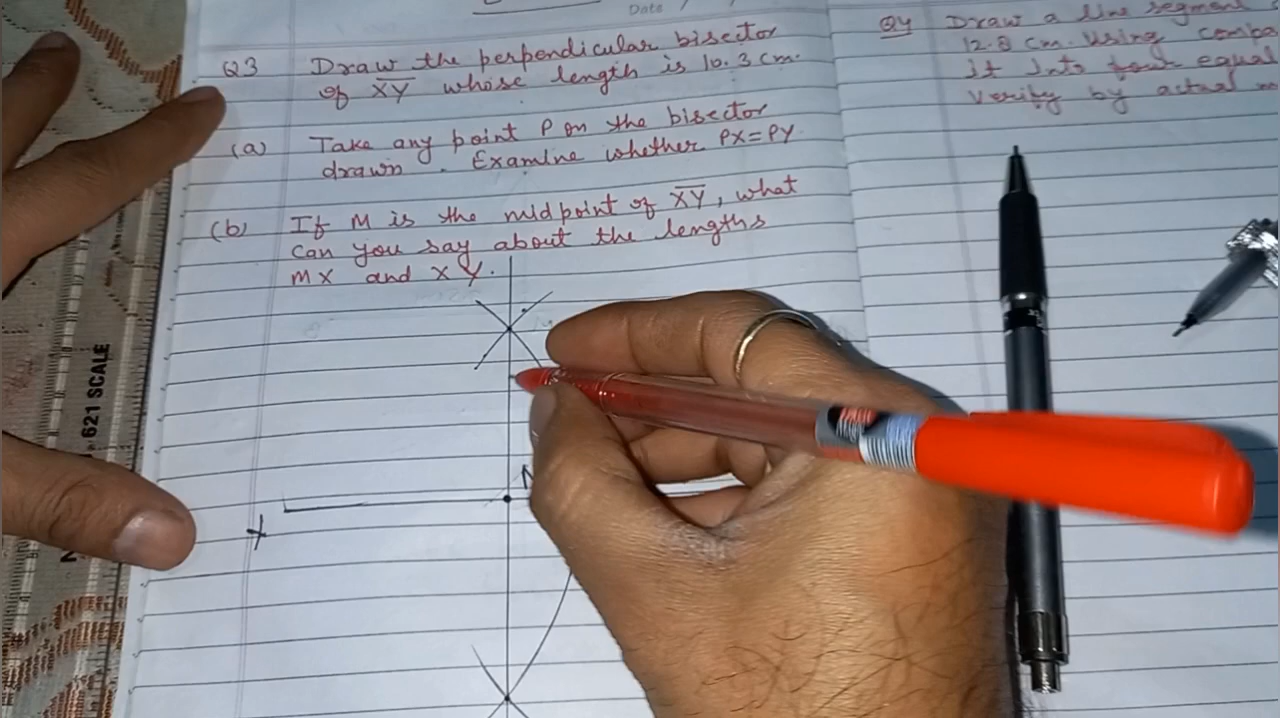 Date
Q3 Draw the perpendicular bisector
of XY whose length is 10.3 cm.
(a) Take any point P on the bisector
drawn. Examine whether PX = PY
(b) If M is the midpoint of XY, what
can you say about the lengths
MX and XY.
X
Q4 Draw a line segment
12.8 cm. Using
it into four equal
Verify by actual
621 SCALE